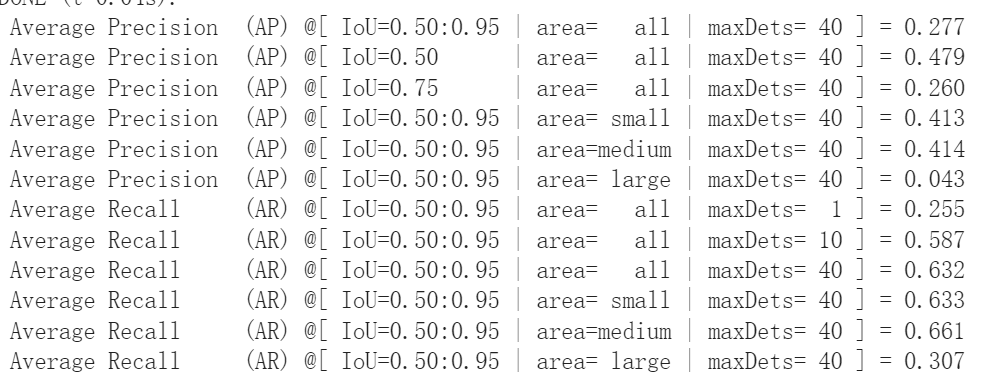 DONE (t=0.04s).
Average Precision (AP) @[ IoU=0.50:0.95 | area= all | maxDets= 40 ] = 0.277
Average Precision (AP) @[ IoU=0.50 | area= all | maxDets= 40 ] = 0.479
Average Precision (AP) @[ IoU=0.75 | area= all | maxDets= 40 ] = 0.260
Average Precision (AP) @[ IoU=0.50:0.95 | area= small | maxDets= 40 ] = 0.413
Average Precision (AP) @[ IoU=0.50:0.95 | area=medium | maxDets= 40 ] = 0.414
Average Precision (AP) @[ IoU=0.50:0.95 | area= large | maxDets= 40 ] = 0.043
Average Recall (AR) @[ IoU=0.50:0.95 | area= all | maxDets= 1 ] = 0.255
Average Recall (AR) @[ IoU=0.50:0.95 | area= all | maxDets= 10 ] = 0.587
Average Recall (AR) @[ IoU=0.50:0.95 | area= all | maxDets= 40 ] = 0.632
Average Recall (AR) @[ IoU=0.50:0.95 | area= small | maxDets= 40 ] = 0.633
Average Recall (AR) @[ IoU=0.50:0.95 | area=medium | maxDets= 40 ] = 0.661
Average Recall (AR) @[ IoU=0.50:0.95 | area= large | maxDets= 40 ] = 0.307